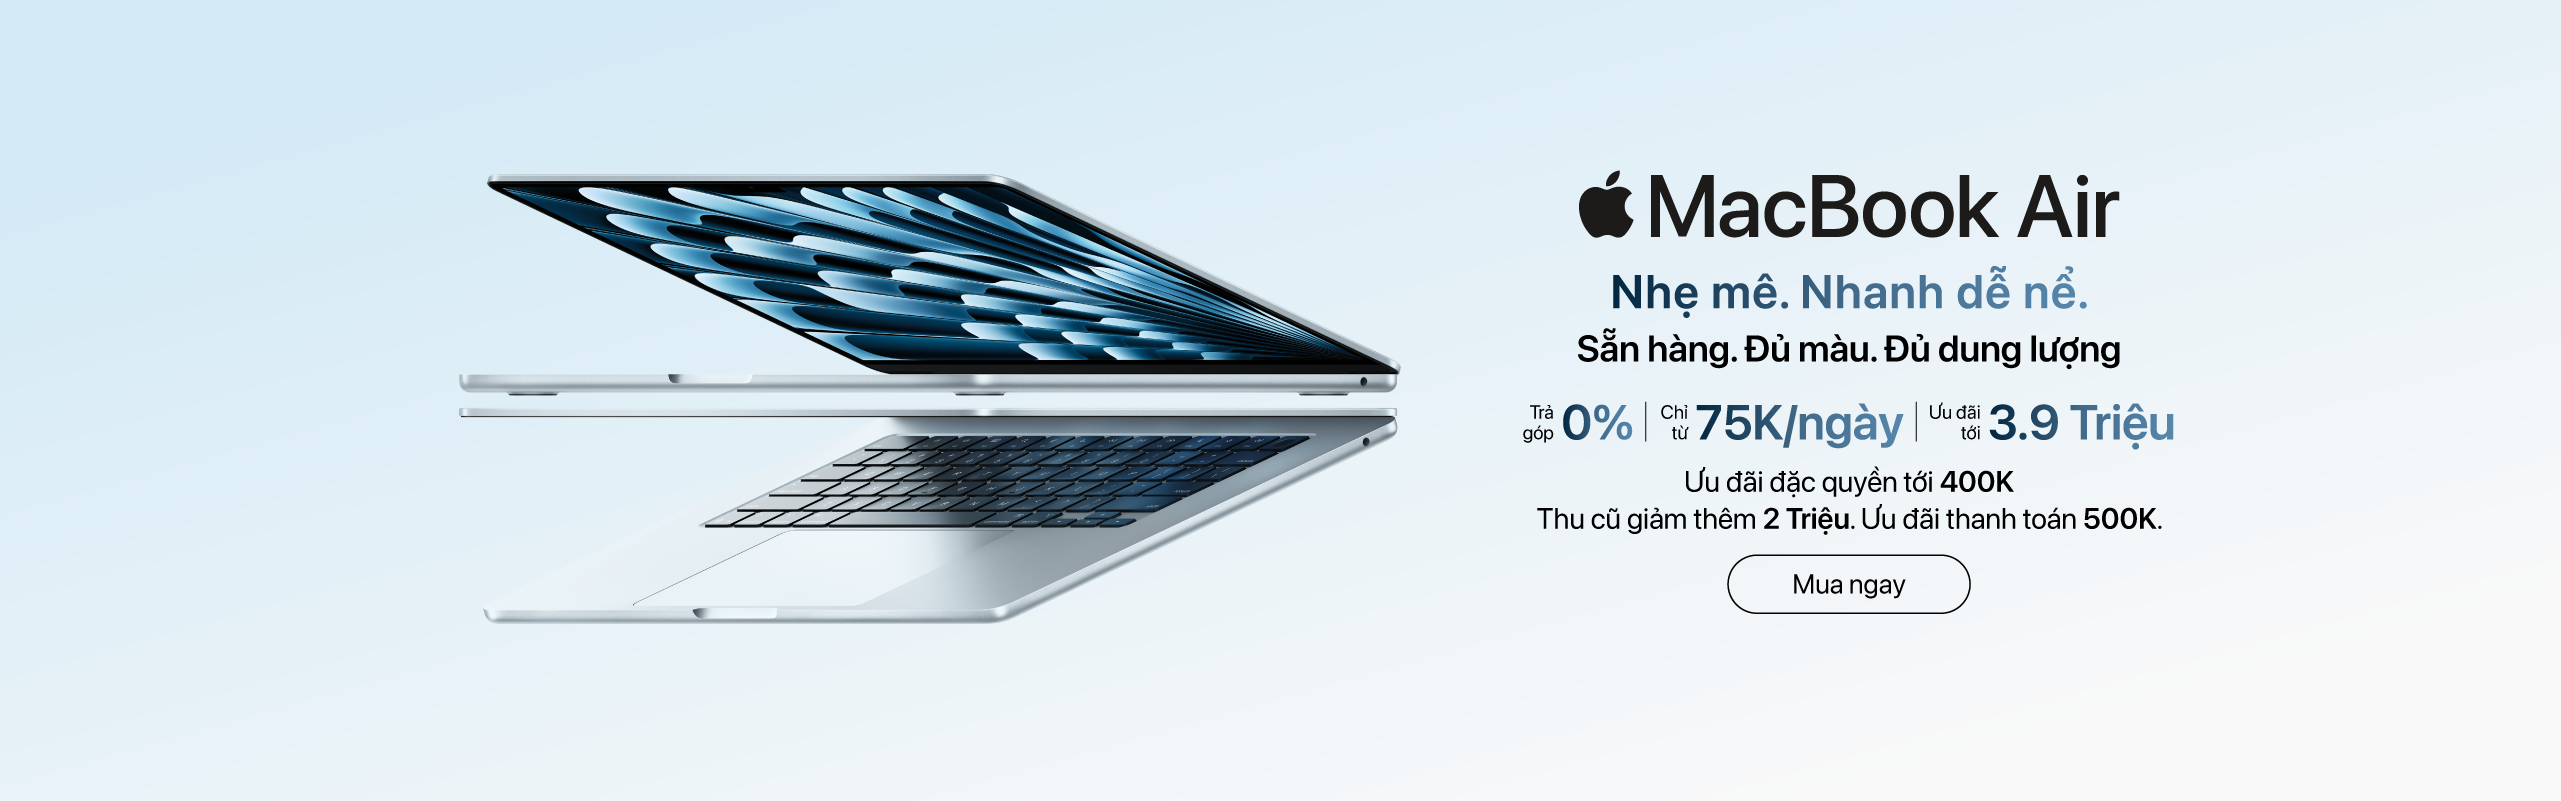 MacBook Air
Nhẹ mê. Nhanh dễ nể.
Sẵn hàng. Đủ màu. Đủ dung lượng
Trả góp 0% | Chỉ từ 75K/ngày | Ưu đãi tới 3.9 Triệu
Ưu đãi đặc quyền tới 400K
Thu cũ giảm thêm 2 Triệu. Ưu đãi thanh toán 500K.
Mua ngay